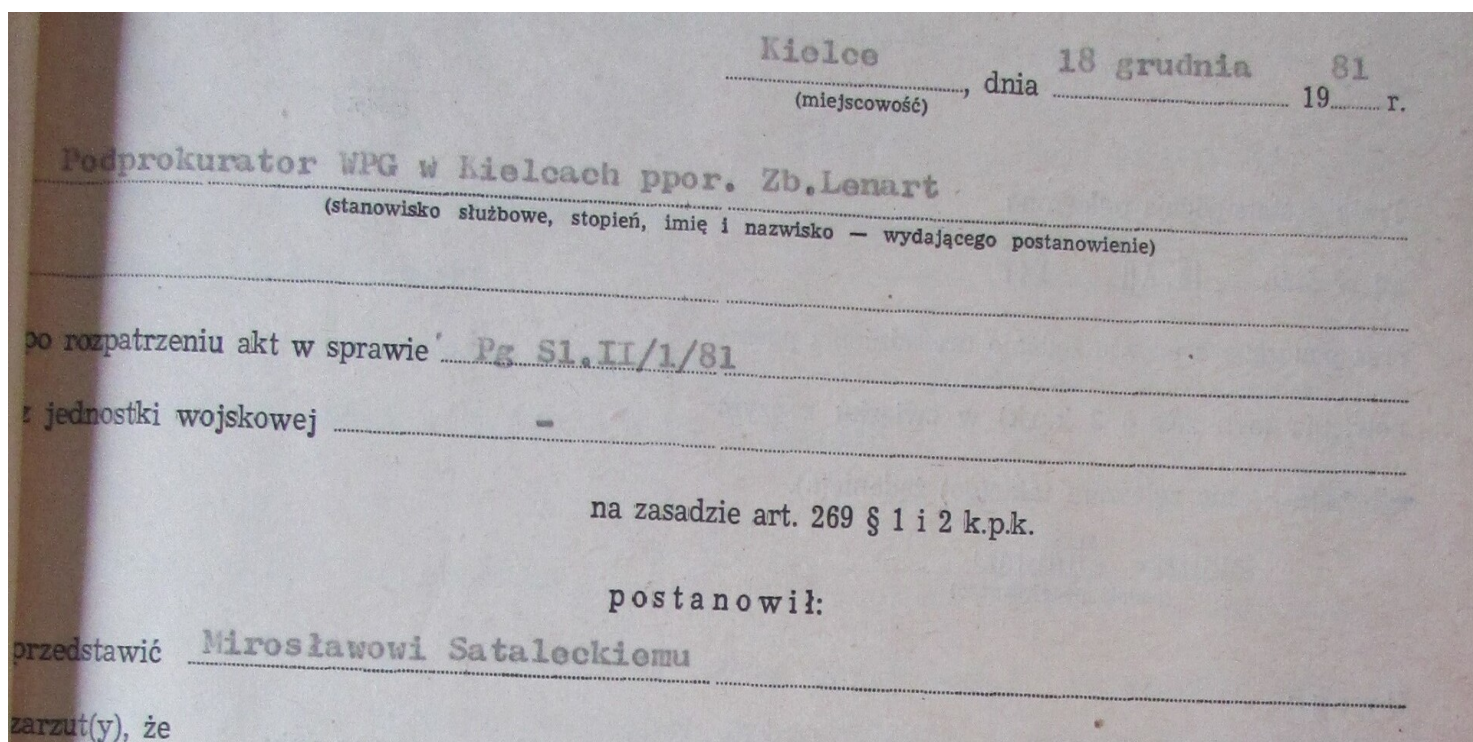 Kielce, dnia 18 grudnia 1981 r.
(miejscowość)
Podprokurator WPG w Kielcach ppor. Zb.Lenart
(stanowisko służbowe, stopień, imię i nazwisko — wydającego postanowienie)
po rozpatrzeniu akt w sprawie Pg Sl.II/1/81
z jednostki wojskowej -
na zasadzie art. 269 § 1 i 2 k.p.k.
postanowił:
przedstawić Mirosławowi Sataleckiemu
zarzut(y), że